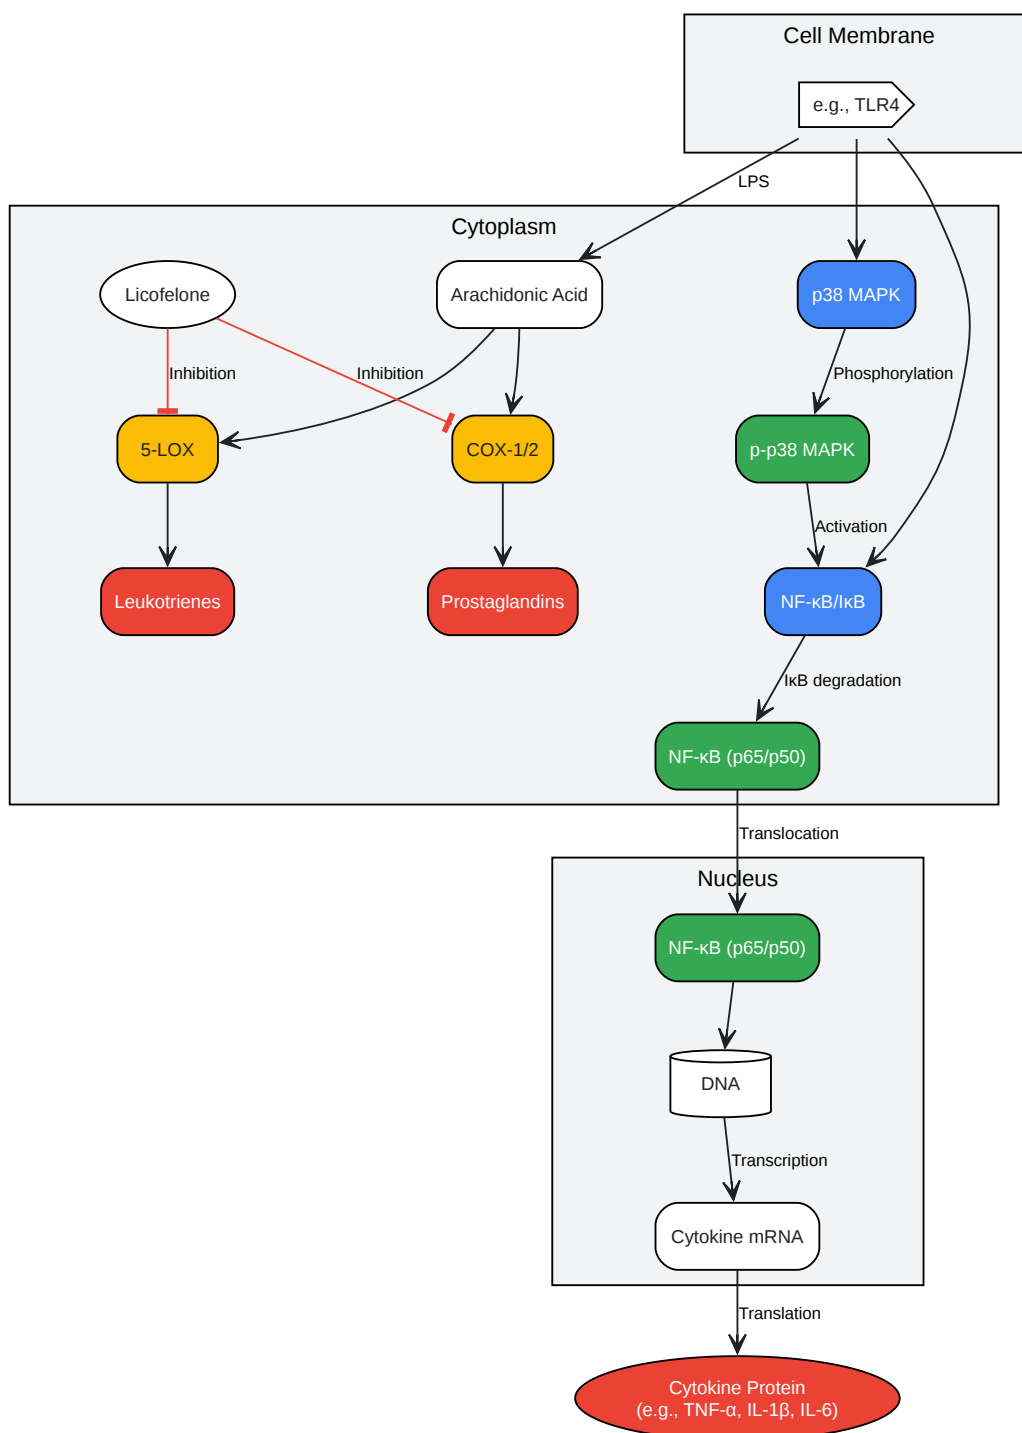 Cell Membrane
e.g., TLR4
LPS
Cytoplasm
Licofelone
Arachidonic Acid
p38 MAPK
Inhibition
Inhibition
Phosphorylation
5-LOX
COX-1/2
p-p38 MAPK
Activation
Leukotrienes
Prostaglandins
NF-κB/IκB
IκB degradation
NF-κB (p65/p50)
Translocation
Nucleus
NF-κB (p65/p50)
DNA
Transcription
Cytokine mRNA
Translation
Cytokine Protein
(e.g., TNF-α, IL-1β, IL-6)